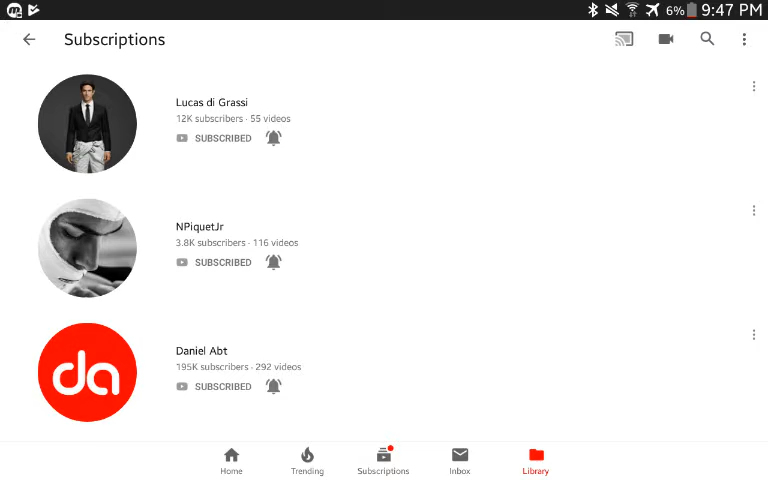 6% 9:47 PM
Subscriptions
Lucas di Grassi
12K subscribers · 55 videos
SUBSCRIBED
NPiquetJr
3.8K subscribers · 116 videos
SUBSCRIBED
da
Daniel Abt
195K subscribers · 292 videos
SUBSCRIBED
Home Trending Subscriptions Inbox Library